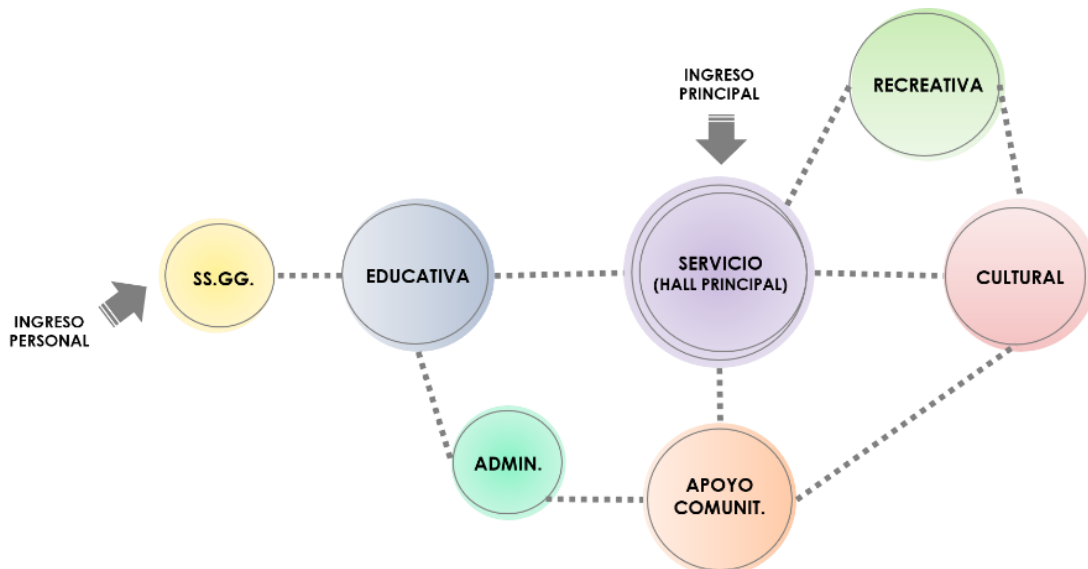 INGRESO
PRINCIPAL
RECREATIVA
SS.GG.
EDUCATIVA
SERVICIO
(HALL PRINCIPAL)
CULTURAL
INGRESO
PERSONAL
ADMIN.
APOYO
COMUNIT.